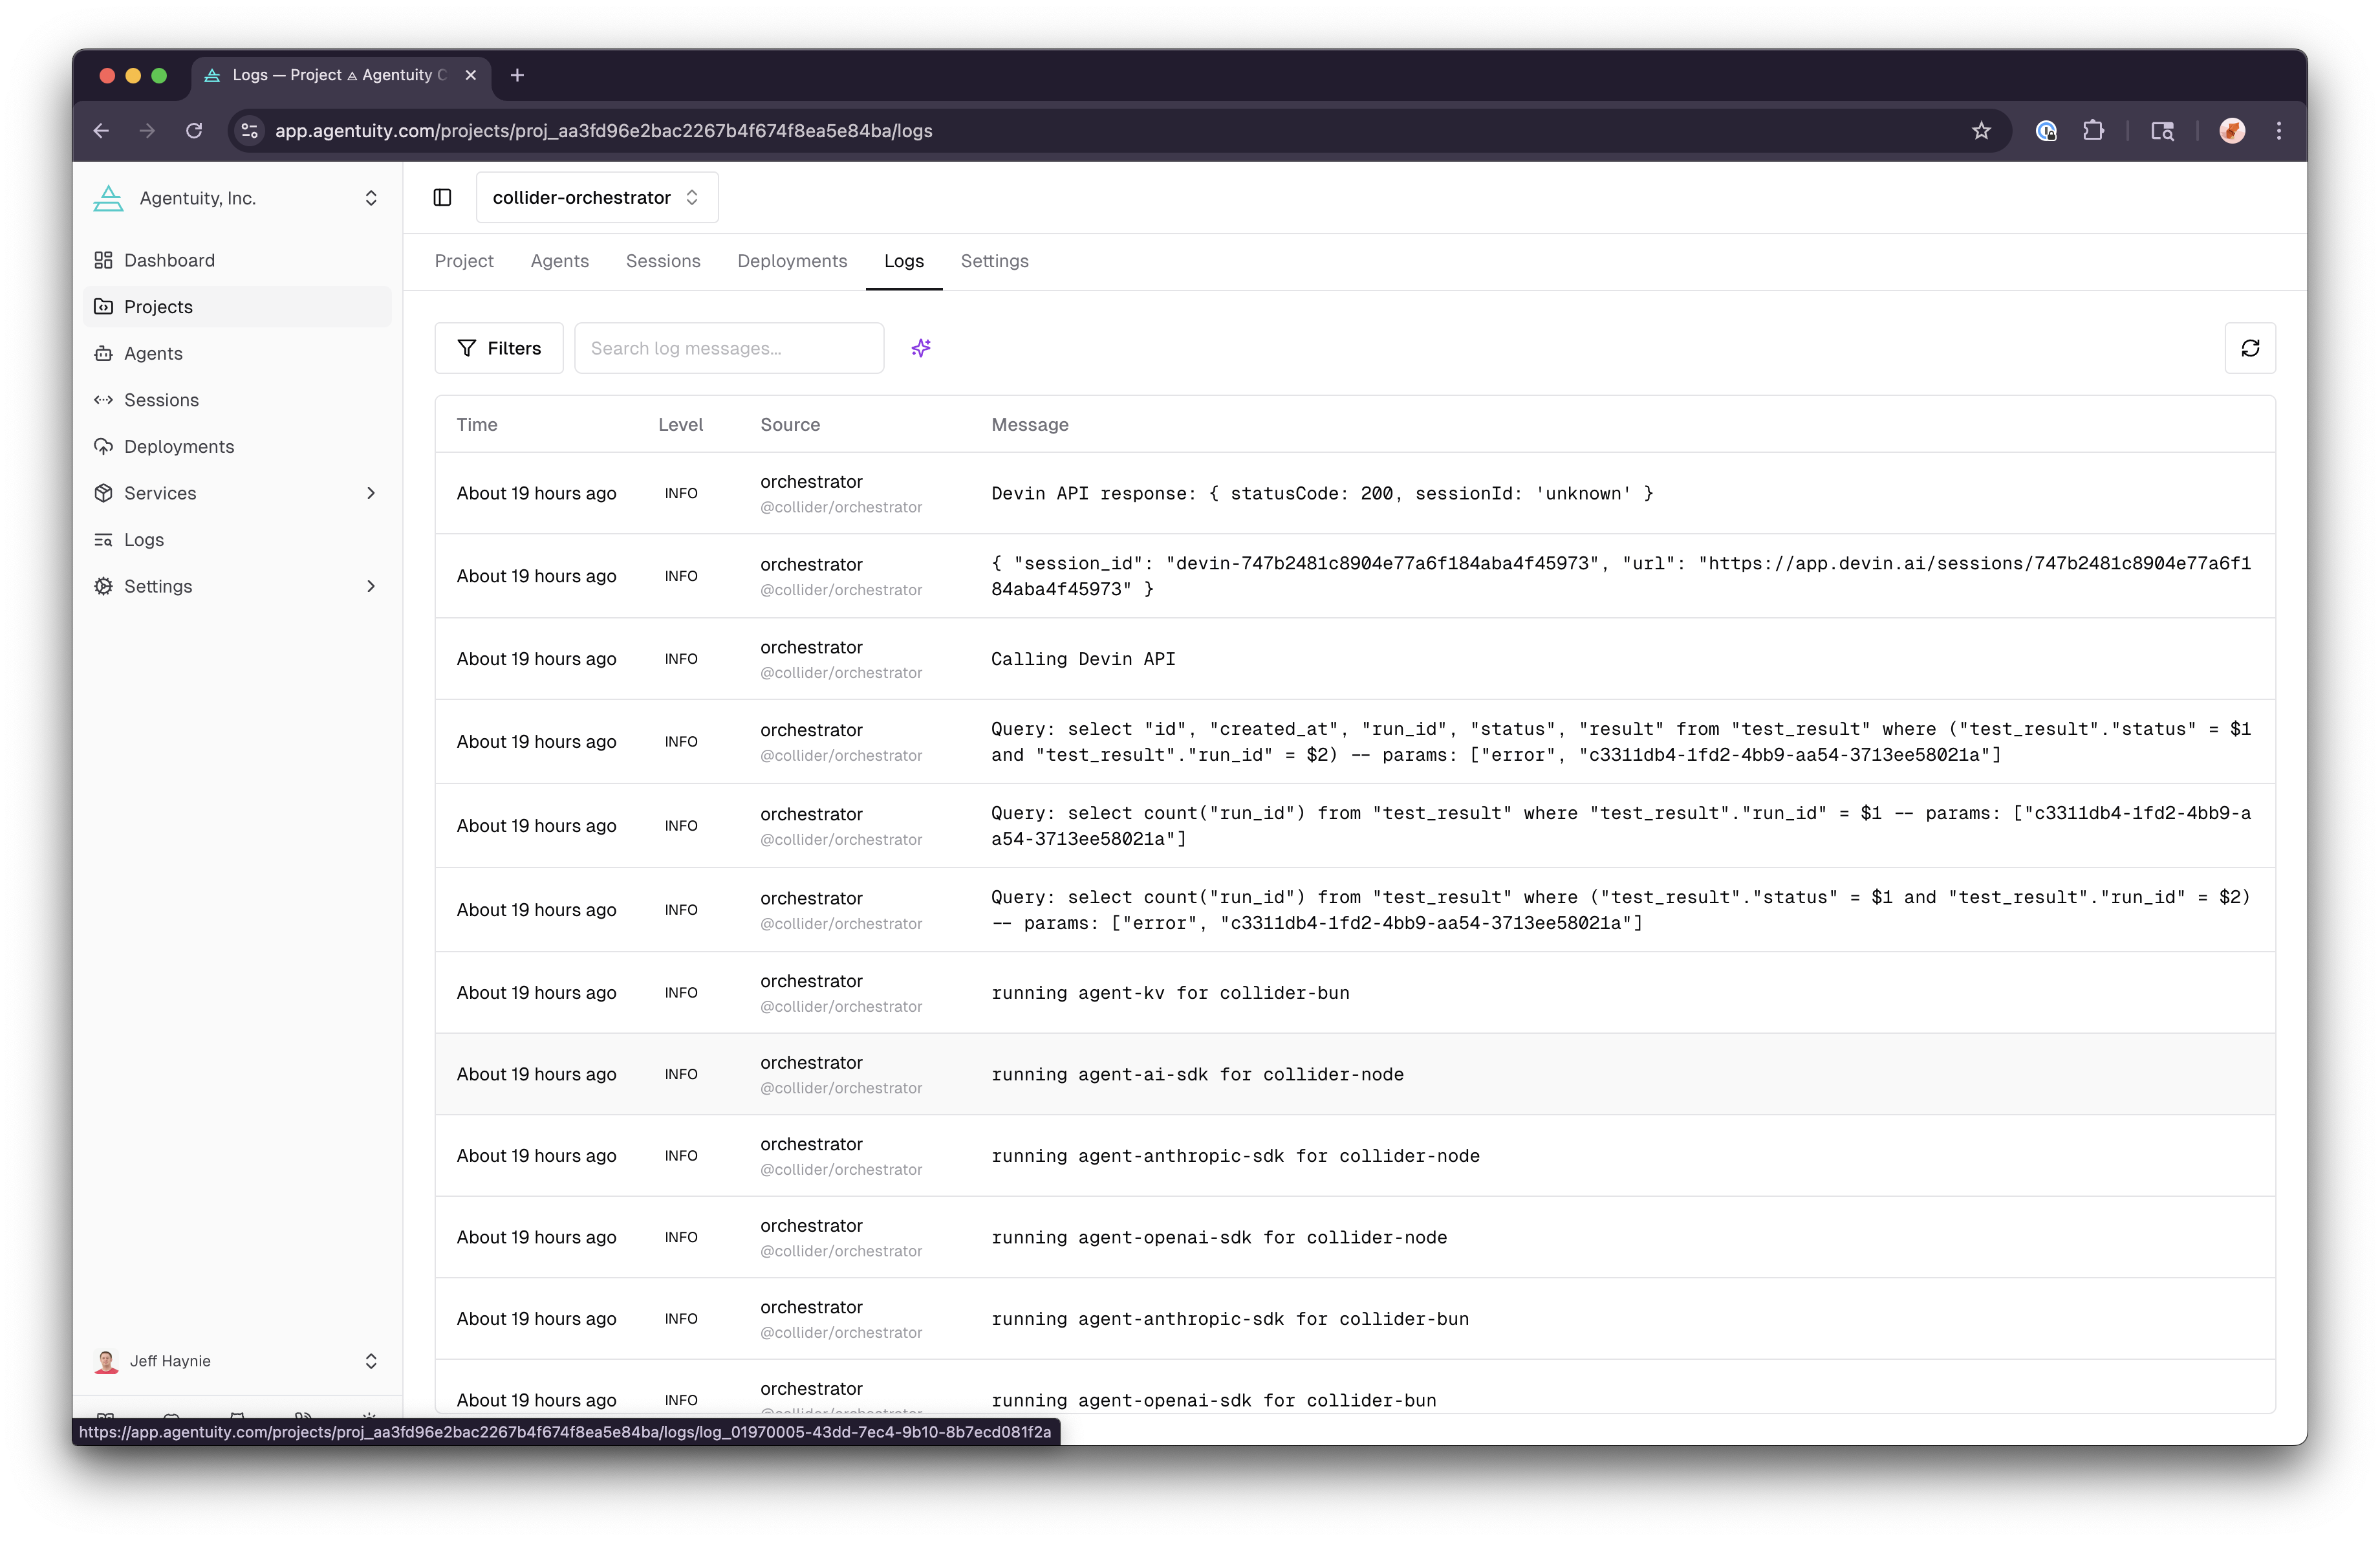 Logs — Project ⟁ Agentuity C
app.agentuity.com/projects/proj_aa3fd96e2bac2267b4f674f8ea5e84ba/logs
Agentuity, Inc.
Dashboard
Projects
Agents
Sessions
Deployments
Services
Logs
Settings
Jeff Haynie
collider-orchestrator
Project Agents Sessions Deployments Logs Settings
Filters Search log messages...
Time Level Source Message
About 19 hours ago INFO orchestrator Devin API response: { statusCode: 200, sessionId: 'unknown' }
@collider/orchestrator
About 19 hours ago INFO orchestrator { "session_id": "devin-747b2481c8904e77a6f184aba4f45973", "url": "https://app.devin.ai/sessions/747b2481c8904e77a6f1
@collider/orchestrator 84aba4f45973" }
About 19 hours ago INFO orchestrator Calling Devin API
@collider/orchestrator
About 19 hours ago INFO orchestrator Query: select "id", "created_at", "run_id", "status", "result" from "test_result" where ("test_result"."status" = $1
@collider/orchestrator and "test_result"."run_id" = $2) -- params: ["error", "c3311db4-1fd2-4bb9-aa54-3713ee58021a"]
About 19 hours ago INFO orchestrator Query: select count("run_id") from "test_result" where "test_result"."run_id" = $1 -- params: ["c3311db4-1fd2-4bb9-a
@collider/orchestrator a54-3713ee58021a"]
About 19 hours ago INFO orchestrator Query: select count("run_id") from "test_result" where ("test_result"."status" = $1 and "test_result"."run_id" = $2)
@collider/orchestrator -- params: ["error", "c3311db4-1fd2-4bb9-aa54-3713ee58021a"]
About 19 hours ago INFO orchestrator running agent-kv for collider-bun
@collider/orchestrator
About 19 hours ago INFO orchestrator running agent-ai-sdk for collider-node
@collider/orchestrator
About 19 hours ago INFO orchestrator running agent-anthropic-sdk for collider-node
@collider/orchestrator
About 19 hours ago INFO orchestrator running agent-openai-sdk for collider-node
@collider/orchestrator
About 19 hours ago INFO orchestrator running agent-anthropic-sdk for collider-bun
@collider/orchestrator
About 19 hours ago INFO orchestrator running agent-openai-sdk for collider-bun
@collider/orchestrator
https://app.agentuity.com/projects/proj_aa3fd96e2bac2267b4f674f8ea5e84ba/logs/log_01970005-43dd-7ec4-9b10-8b7ecd081f2a